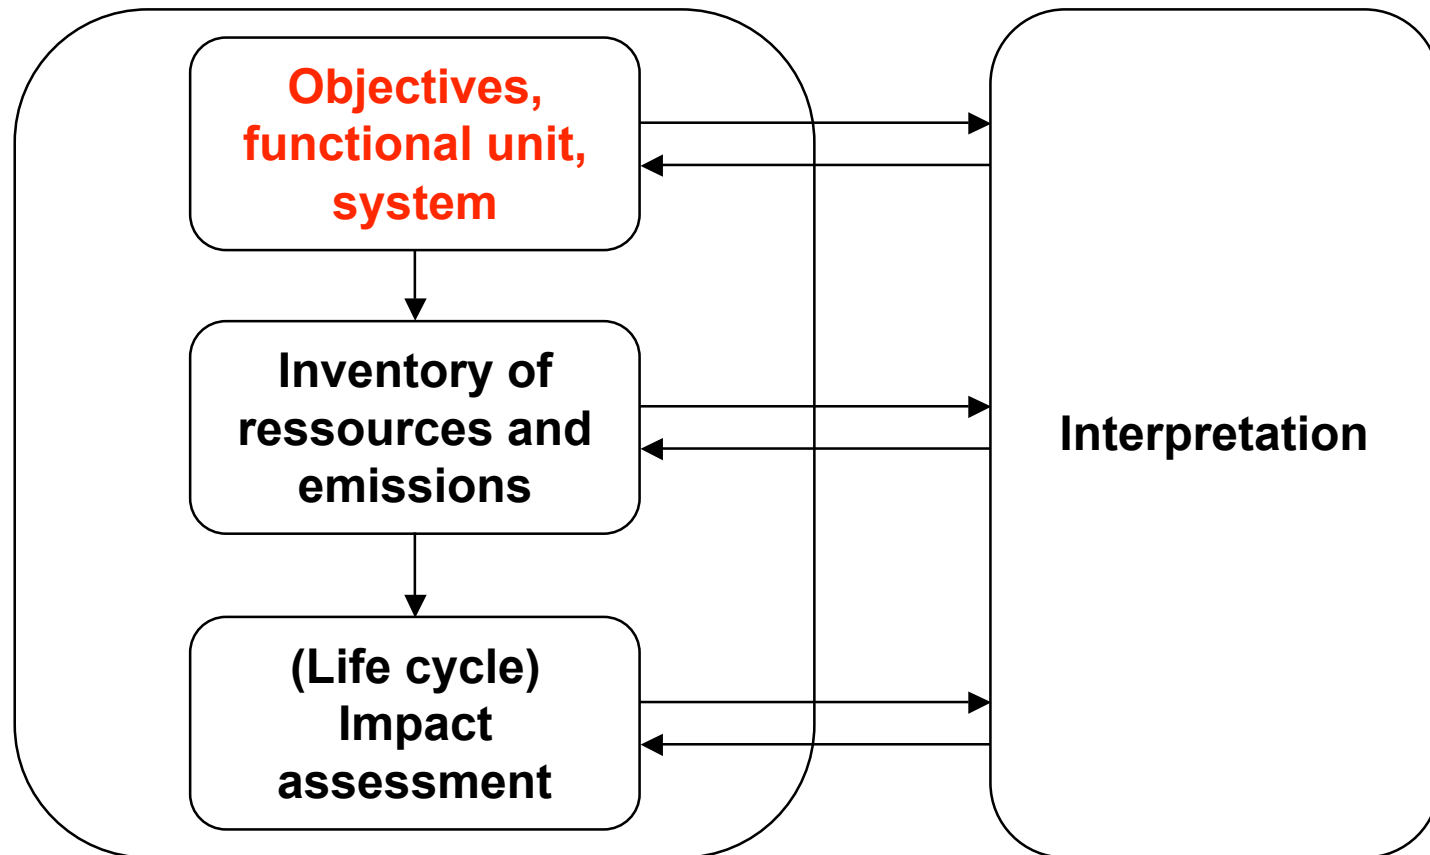 Objectives,
functional unit,
system
Inventory of
ressources and
emissions
(Life cycle)
Impact
assessment
Interpretation